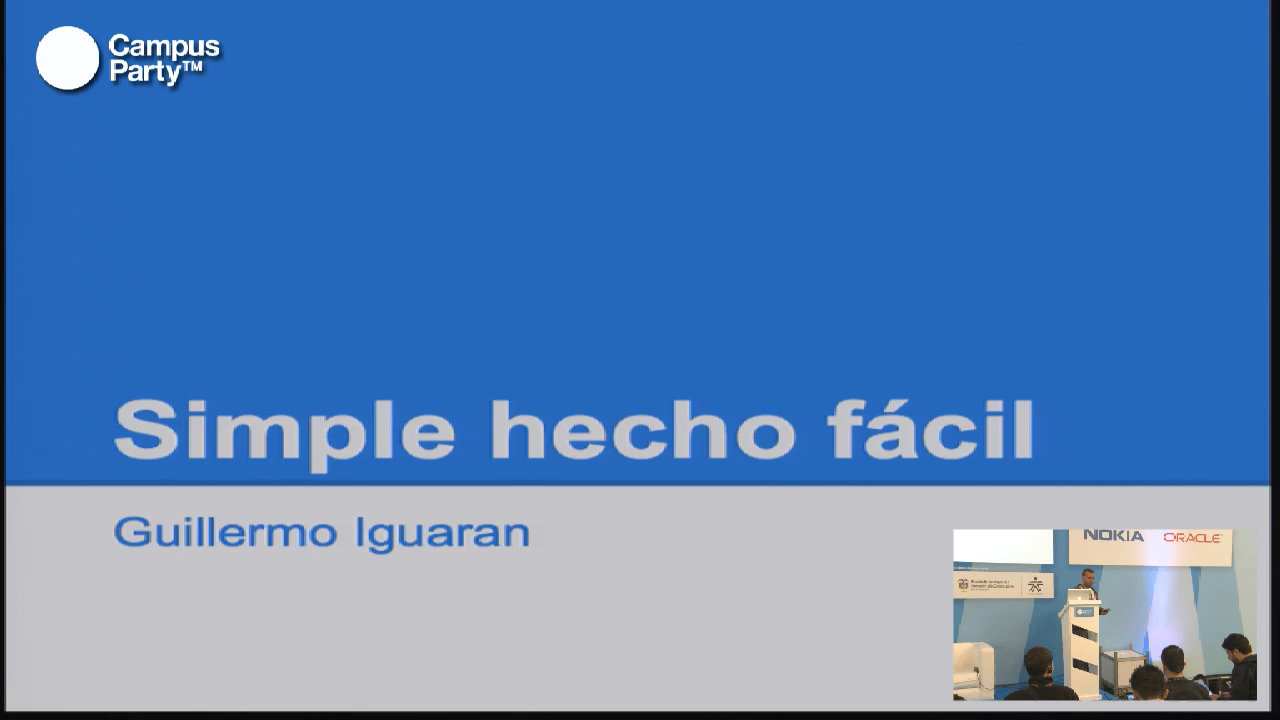 Campus
Party™
Simple hecho fácil
Guillermo Iguaran
NOKIA ORACLE